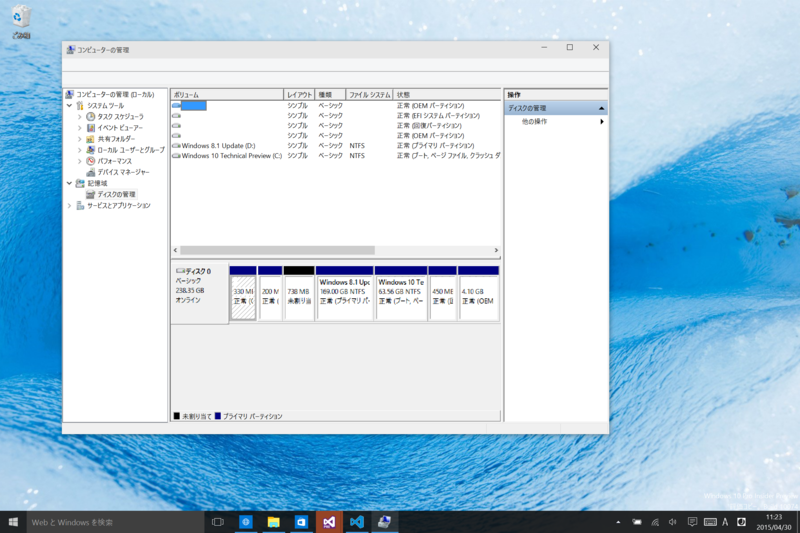 ごみ箱
コンピューターの管理
コンピューターの管理 (ローカル)
システム ツール
タスク スケジューラ
イベント ビューアー
共有フォルダー
ローカル ユーザーとグループ
パフォーマンス
デバイス マネージャー
記憶域
ディスクの管理
サービスとアプリケーション
ボリューム レイアウト 種類 ファイル システム 状態
シンプル ベーシック 正常 (OEM パーティション)
シンプル ベーシック 正常 (EFI システム パーティション)
シンプル ベーシック 正常 (回復パーティション)
シンプル ベーシック 正常 (OEM パーティション)
Windows 8.1 Update (D:) シンプル ベーシック NTFS 正常 (プライマリ パーティション)
Windows 10 Technical Preview (C:) シンプル ベーシック NTFS 正常 (ブート, ページ ファイル, クラッシュ ダ
操作
ディスクの管理
他の操作
ディスク 0
ベーシック
238.35 GB
オンライン
330 MB
正常 (C
200 M
正常 (
738 MB
未割り当
Windows 8.1 Upc
169.00 GB NTFS
正常 (プライマリ パ-
Windows 10 Te
63.56 GB NTFS
正常 (ブート, ペー
450 MB
正常 (
4.10 GB
正常 (OEM
未割り当て プライマリ パーティション
Web と Windows を検索
11:23
2015/04/30